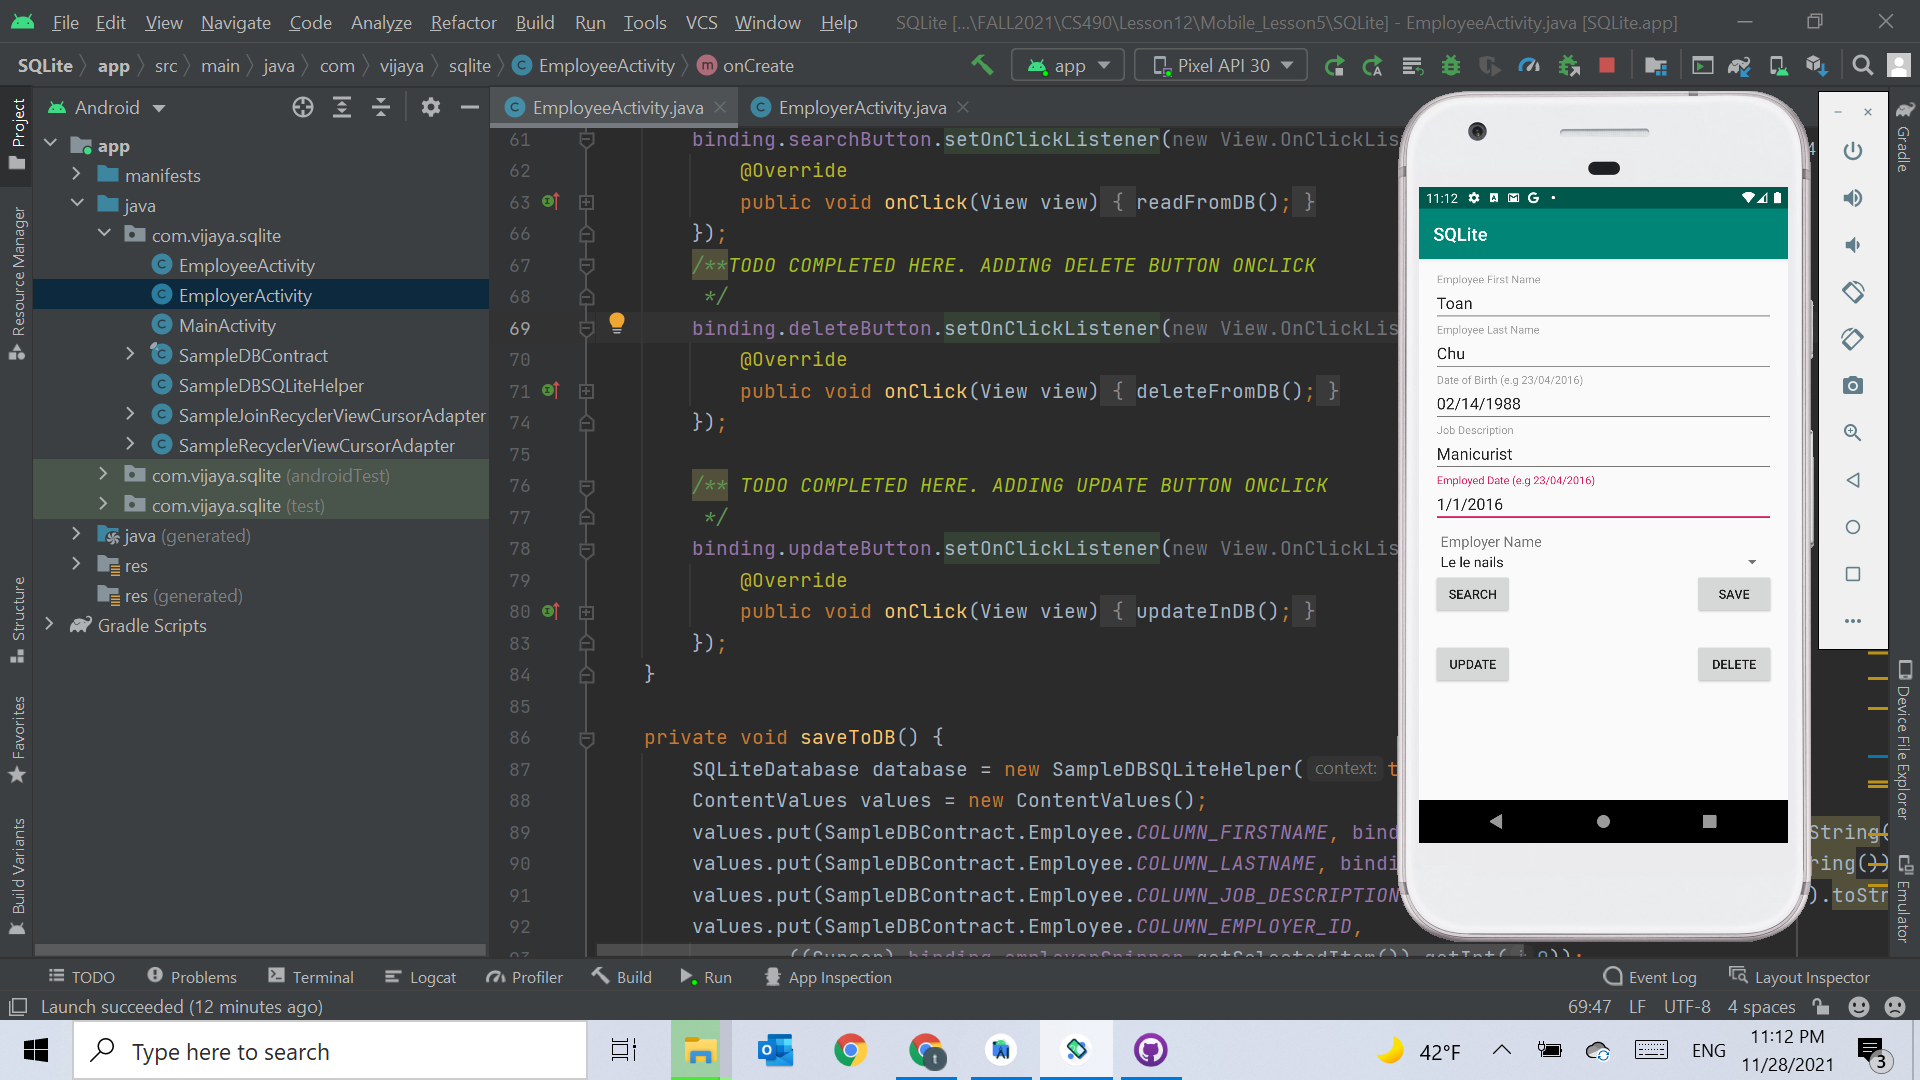 File Edit View Navigate Code Analyze Refactor Build Run Tools VCS Window Help SQLite [...\FALL2021\CS490\Lesson12\Mobile_Lesson5\SQLite] - EmployeeActivity.java [SQLite.app]
SQLite app src main java com vijaya sqlite EmployeeActivity onCreate app Pixel API 30
Android
EmployeeActivity.java EmployerActivity.java
Project
Resource Manager
Structure
Favorites
Build Variants
app
manifests
java
com.vijaya.sqlite
EmployeeActivity
EmployerActivity
MainActivity
SampleDBContract
SampleDBSQLiteHelper
SampleJoinRecyclerViewCursorAdapter
SampleRecyclerViewCursorAdapter
com.vijaya.sqlite (androidTest)
com.vijaya.sqlite (test)
java (generated)
res
res (generated)
Gradle Scripts
61 binding.searchButton.setOnClickListener(new View.OnClickLis
62 @Override
63 public void onClick(View view) { readFromDB(); }
66 });
67 /**TODO COMPLETED HERE. ADDING DELETE BUTTON ONCLICK
68 */
69 binding.deleteButton.setOnClickListener(new View.OnClickLis
70 @Override
71 public void onClick(View view) { deleteFromDB(); }
74 });
75
76 /** TODO COMPLETED HERE. ADDING UPDATE BUTTON ONCLICK
77 */
78 binding.updateButton.setOnClickListener(new View.OnClickLis
79 @Override
80 public void onClick(View view) { updateInDB(); }
83 });
84 }
85
86 private void saveToDB() {
87 SQLiteDatabase database = new SampleDBSQLiteHelper( context: t
88 ContentValues values = new ContentValues();
89 values.put(SampleDBContract.Employee.COLUMN_FIRSTNAME, bind String(
90 values.put(SampleDBContract.Employee.COLUMN_LASTNAME, bindi ring())
91 values.put(SampleDBContract.Employee.COLUMN_JOB_DESCRIPTION ).toStr
92 values.put(SampleDBContract.Employee.COLUMN_EMPLOYER_ID,
11:12
SQLite
Employee First Name
Toan
Employee Last Name
Chu
Date of Birth (e.g 23/04/2016)
02/14/1988
Job Description
Manicurist
Employed Date (e.g 23/04/2016)
1/1/2016
Employer Name
Le le nails
SEARCH SAVE
UPDATE DELETE
Gradle
Device File Explorer
Emulator
TODO Problems Terminal Logcat Profiler Build Run App Inspection Event Log Layout Inspector
Launch succeeded (12 minutes ago) 69:47 LF UTF-8 4 spaces
Type here to search 42°F ENG 11:12 PM
11/28/2021 3